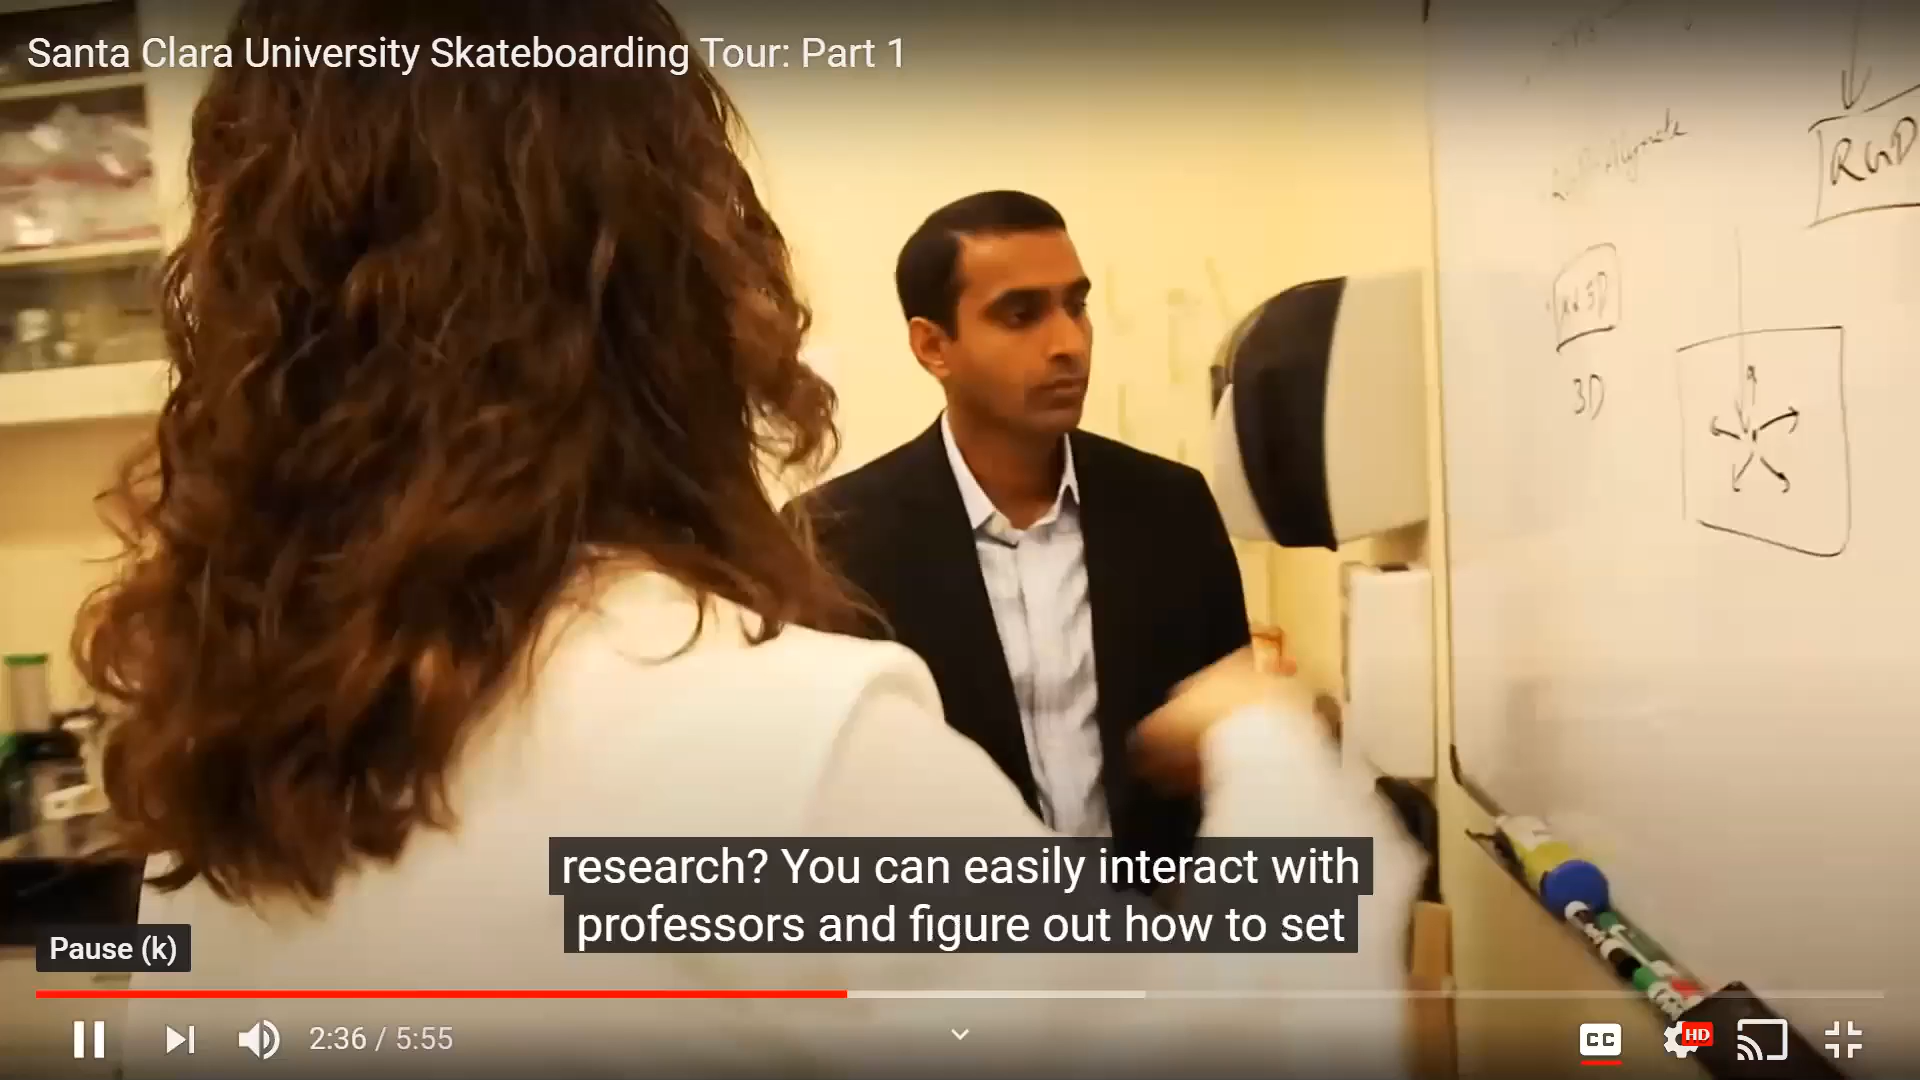 Santa Clara University Skateboarding Tour: Part 1
RGD
3D
research? You can easily interact with
professors and figure out how to set
Pause (k)
2:36 / 5:55
CC
HD